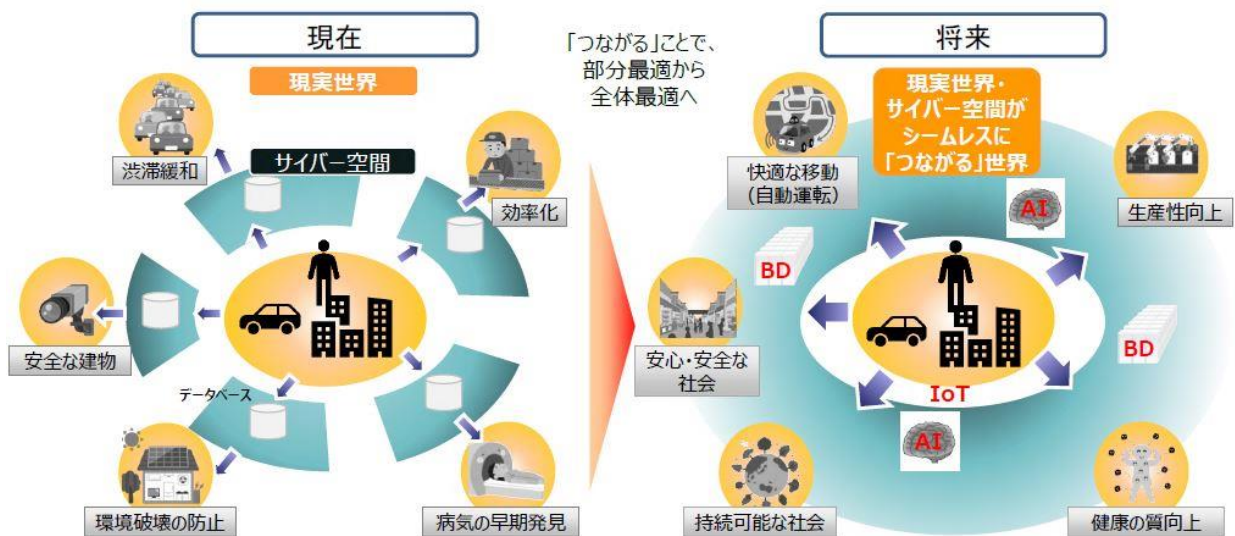 現在
現実世界
サイバー空間
渋滞緩和
効率化
安全な建物
データベース
環境破壊の防止
病気の早期発見
「つながる」ことで、
部分最適から
全体最適へ
将来
現実世界・
サイバー空間が
シームレスに
「つながる」世界
快適な移動
(自動運転)
AI
生産性向上
BD
安心・安全な
社会
BD
IoT
AI
持続可能な社会
健康の質向上